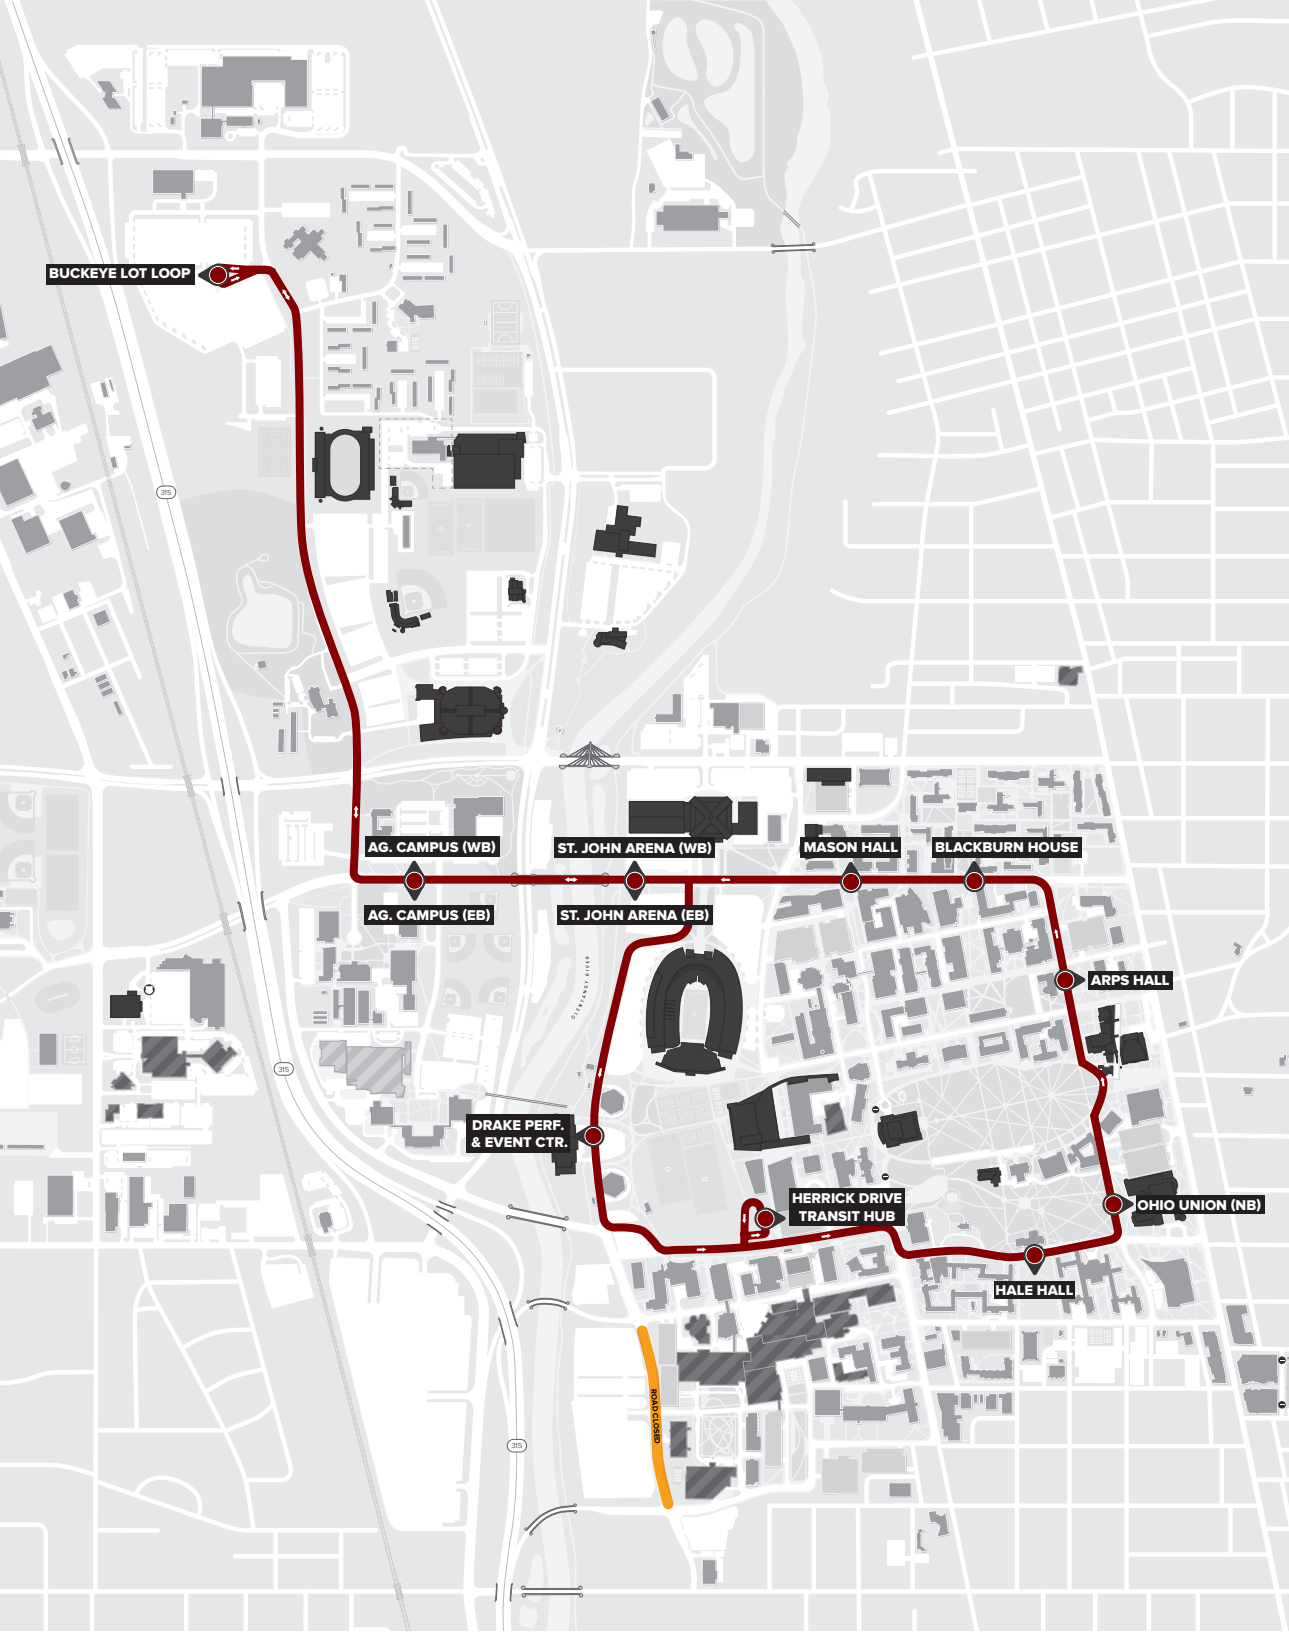 BUCKEYE LOT LOOP
315
AG. CAMPUS (WB)
ST. JOHN ARENA (WB)
MASON HALL
BLACKBURN HOUSE
AG. CAMPUS (EB)
ST. JOHN ARENA (EB)
OLENTANGY RIVER
ARPS HALL
315
DRAKE PERF.
& EVENT CTR.
HERRICK DRIVE
TRANSIT HUB
OHIO UNION (NB)
HALE HALL
ROAD CLOSED
315